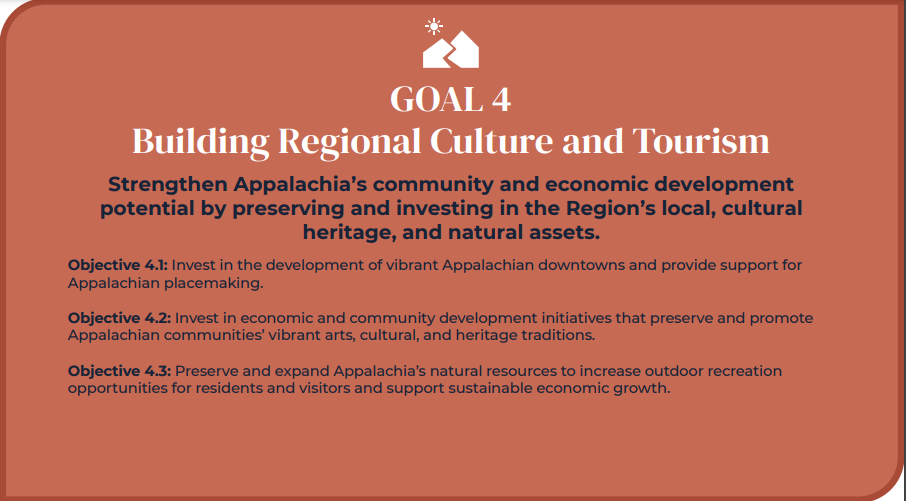 GOAL 4
Building Regional Culture and Tourism
Strengthen Appalachia’s community and economic development
potential by preserving and investing in the Region’s local, cultural
heritage, and natural assets.
Objective 4.1: Invest in the development of vibrant Appalachian downtowns and provide support for
Appalachian placemaking.
Objective 4.2: Invest in economic and community development initiatives that preserve and promote
Appalachian communities’ vibrant arts, cultural, and heritage traditions.
Objective 4.3: Preserve and expand Appalachia’s natural resources to increase outdoor recreation
opportunities for residents and visitors and support sustainable economic growth.